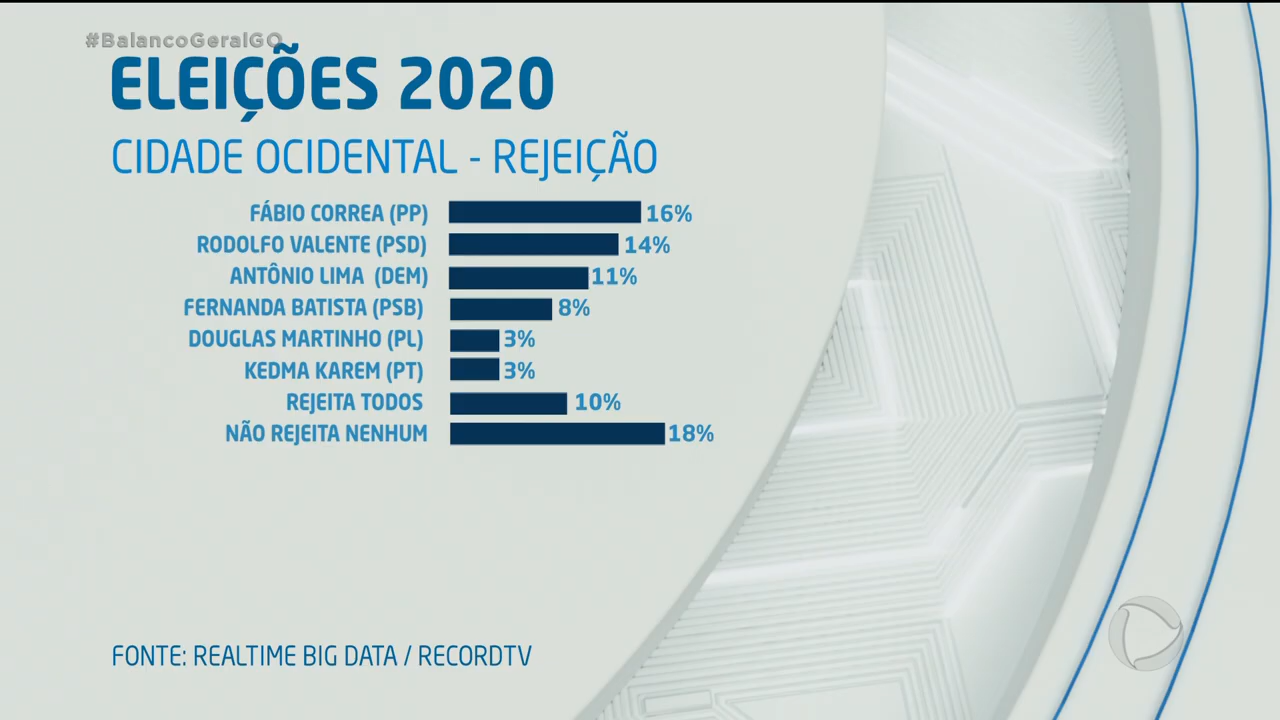 #BalancoGeralGO
ELEIÇÕES 2020
CIDADE OCIDENTAL - REJEIÇÃO
FÁBIO CORREA (PP) 16%
RODOLFO VALENTE (PSD) 14%
ANTÔNIO LIMA (DEM) 11%
FERNANDA BATISTA (PSB) 8%
DOUGLAS MARTINHO (PL) 3%
KEDMA KAREM (PT) 3%
REJEITA TODOS 10%
NÃO REJEITA NENHUM 18%
FONTE: REALTIME BIG DATA / RECORDTV